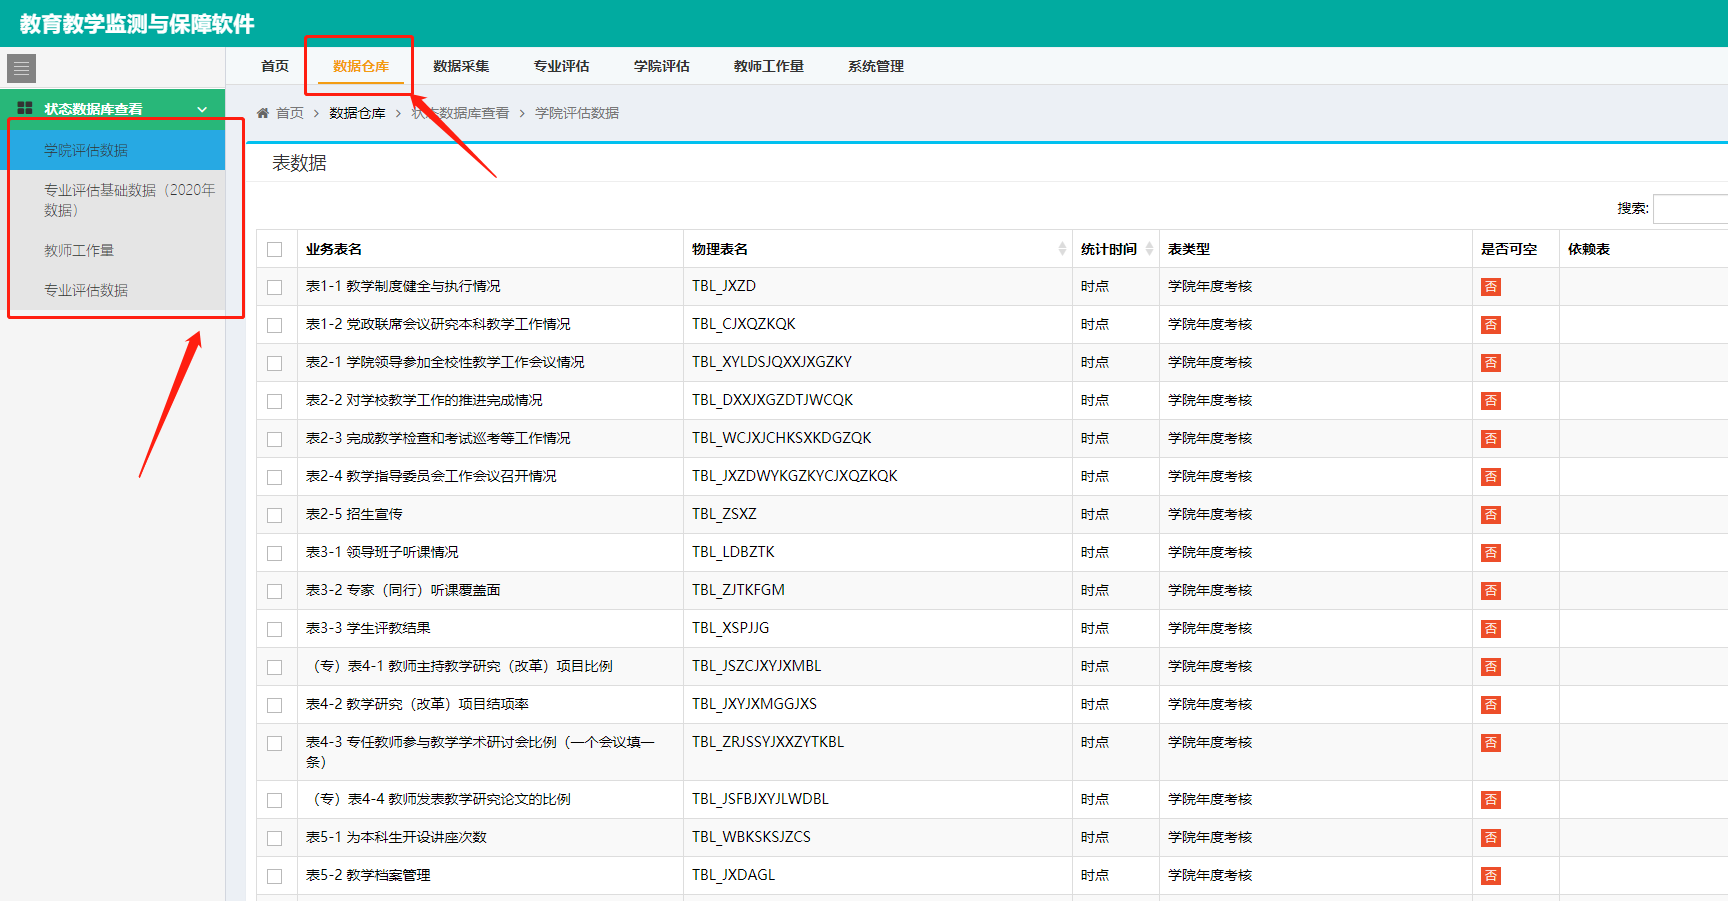 教育教学监测与保障软件
首页 数据仓库 数据采集 专业评估 学院评估 教师工作量 系统管理
状态数据库查看
学院评估数据
专业评估基础数据（2020年
数据）
教师工作量
专业评估数据
首页 > 数据仓库 > 状态数据库查看 > 学院评估数据
表数据
搜索:
业务表名 物理表名 统计时间 表类型 是否可空 依赖表
表1-1 教学制度健全与执行情况 TBL_JXZD 时点 学院年度考核 否
表1-2 党政联席会议研究本科教学工作情况 TBL_CJXQZKQK 时点 学院年度考核 否
表2-1 学院领导参加全校性教学工作会议情况 TBL_XYLDSJQXXJXGZKY 时点 学院年度考核 否
表2-2 对学校教学工作的推进完成情况 TBL_DXXJXGZDTJWCQK 时点 学院年度考核 否
表2-3 完成教学检查和考试巡考等工作情况 TBL_WCJXJCHKSXKDGZQK 时点 学院年度考核 否
表2-4 教学指导委员会工作会议召开情况 TBL_JXZDWYKGZKYCJXQZKQK 时点 学院年度考核 否
表2-5 招生宣传 TBL_ZSXZ 时点 学院年度考核 否
表3-1 领导班子听课情况 TBL_LDBZTK 时点 学院年度考核 否
表3-2 专家（同行）听课覆盖面 TBL_ZJTKFGM 时点 学院年度考核 否
表3-3 学生评教结果 TBL_XSPJJG 时点 学院年度考核 否
（专）表4-1 教师主持教学研究（改革）项目比例 TBL_JSZCJXYJXMBL 时点 学院年度考核 否
表4-2 教学研究（改革）项目结项率 TBL_JXYJXMGGJXS 时点 学院年度考核 否
表4-3 专任教师参与教学学术研讨会比例（一个会议填一
条） TBL_ZRJSSYJXXZYTKBL 时点 学院年度考核 否
（专）表4-4 教师发表教学研究论文的比例 TBL_JSFBJXYJLWDBL 时点 学院年度考核 否
表5-1 为本科生开设讲座次数 TBL_WBKSKSJZCS 时点 学院年度考核 否
表5-2 教学档案管理 TBL_JXDAGL 时点 学院年度考核 否